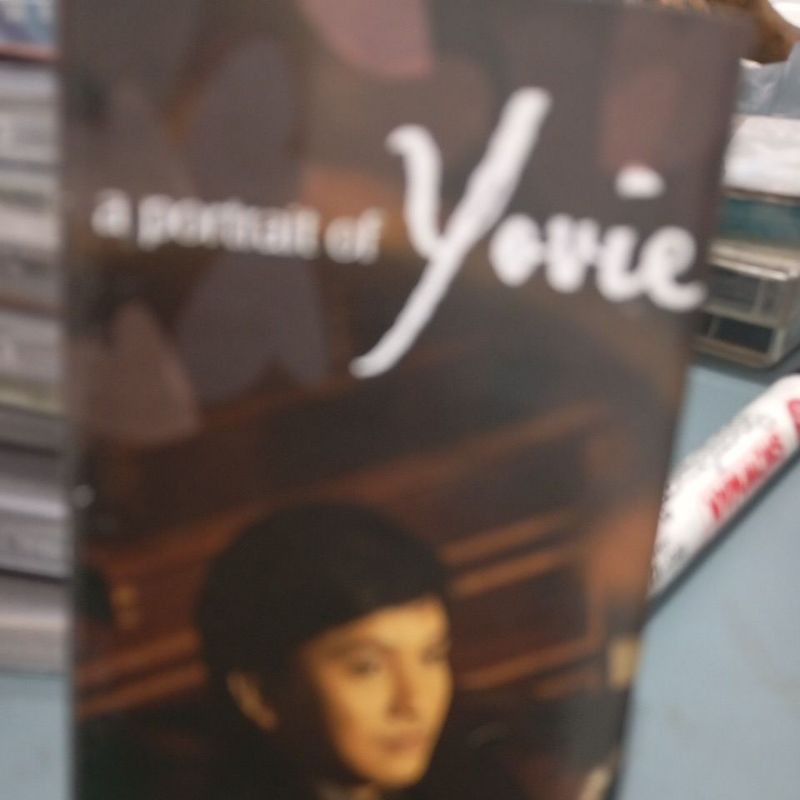 a portrait of Yovie